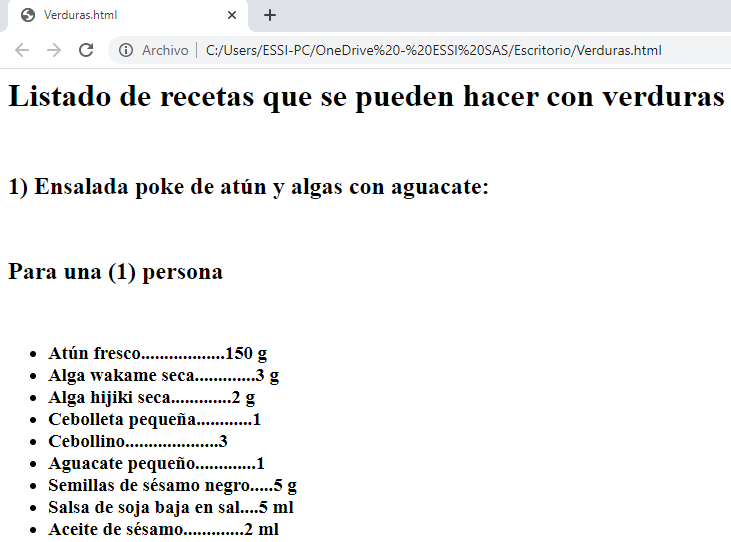 Verduras.html
Archivo | C:/Users/ESSI-PC/OneDrive%20-%20ESSI%20SAS/Escritorio/Verduras.html
Listado de recetas que se pueden hacer con verduras
1) Ensalada poke de atún y algas con aguacate:
Para una (1) persona
• Atún fresco..................150 g
• Alga wakame seca.............3 g
• Alga hijiki seca.............2 g
• Cebolleta pequeña............1
• Cebollino....................3
• Aguacate pequeño.............1
• Semillas de sésamo negro.....5 g
• Salsa de soja baja en sal....5 ml
• Aceite de sésamo.............2 ml